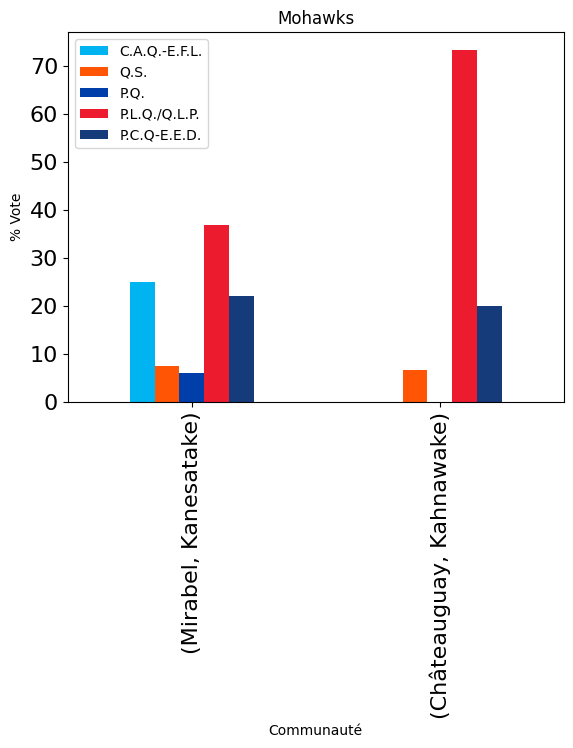 Mohawks
C.A.Q.-E.F.L.
Q.S.
P.Q.
P.L.Q./Q.L.P.
P.C.Q-E.E.D.
% Vote
70
60
50
40
30
20
10
0
(Mirabel, Kanesatake)
(Châteauguay, Kahnawake)
Communauté